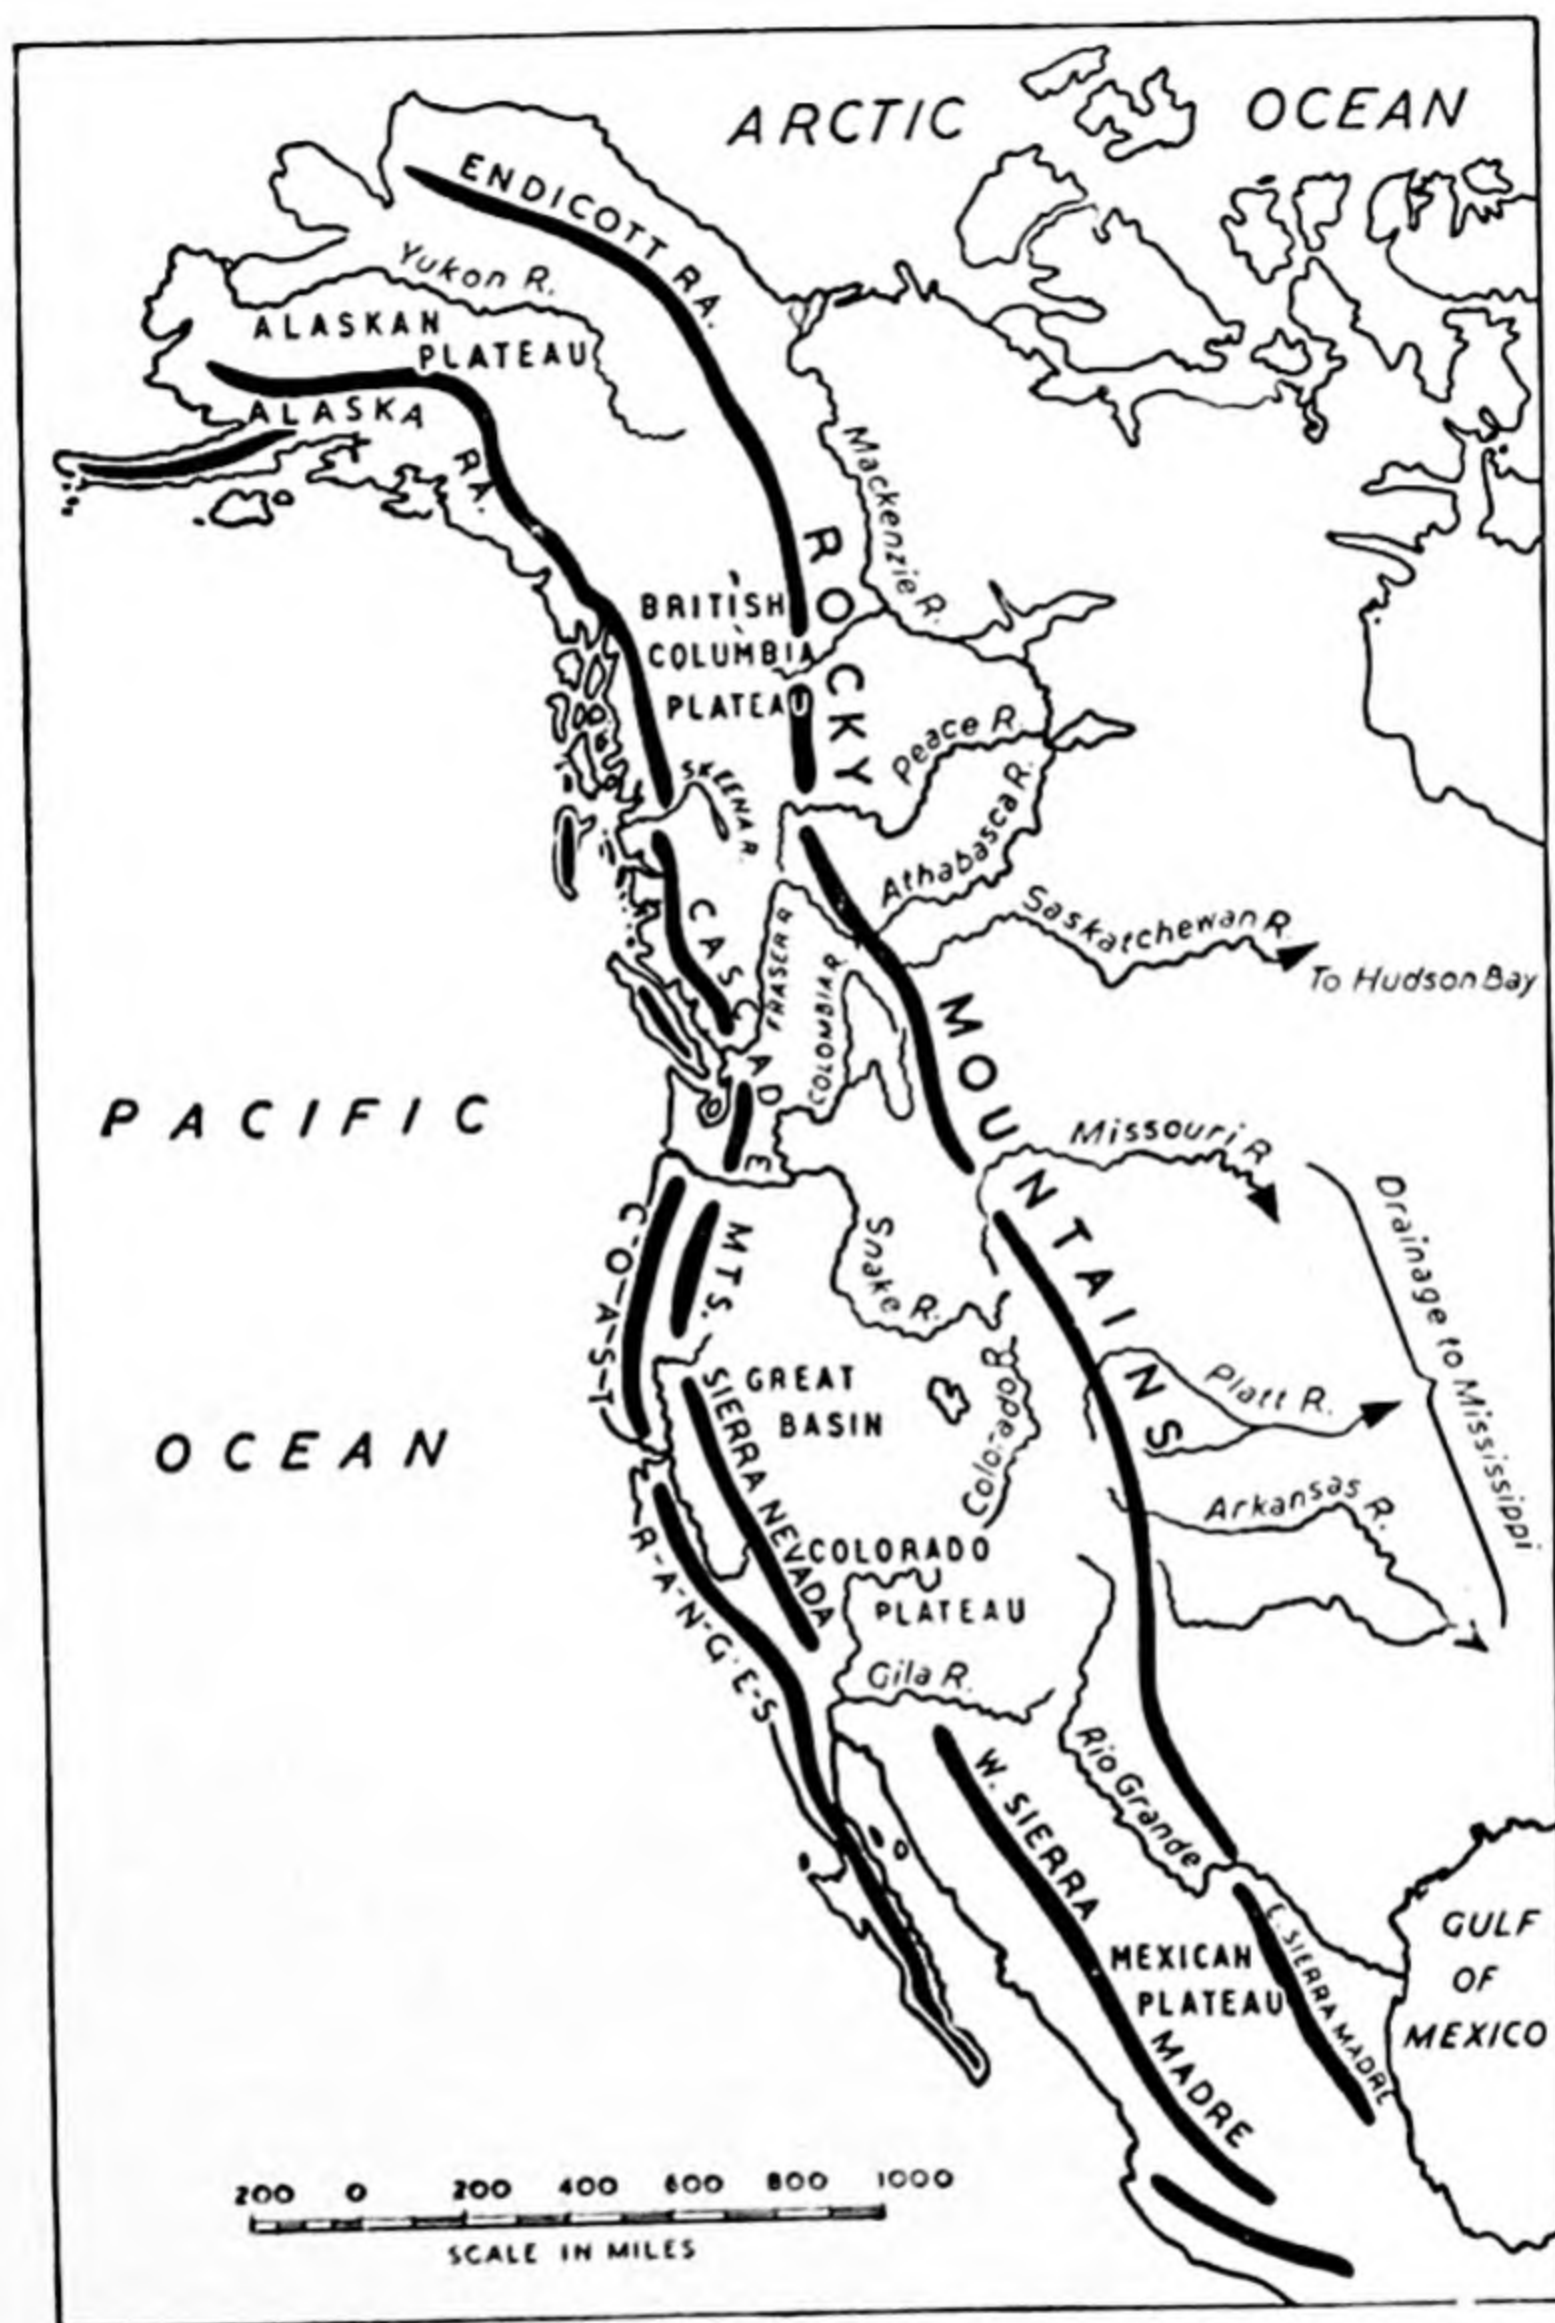 ARCTIC OCEAN
ENDICOTT RA.
Yukon R.
ALASKAN
PLATEAU
ALASKA RA.
Mackenzie R.
ROCKY MOUNTAINS
BRITISH
COLUMBIA
PLATEAU
Peace R.
SKEENA R.
Athabasca R.
Saskatchewan R.
To Hudson Bay
CASCADE MTS.
FRASER R
COLOMBIA R.
PACIFIC
OCEAN
Missouri R
Drainage to Mississippi
C-O-A-S-T R-A-N-G-E-S
Snake R.
SIERRA NEVADA
GREAT
BASIN
Colorado R.
Platt R.
Arkansas R.
COLORADO
PLATEAU
Gila R.
Rio Grande
W. SIERRA MADRE
MEXICAN
PLATEAU
E. SIERRA MADRE
GULF
OF
MEXICO
200 0 200 400 600 800 1000
SCALE IN MILES